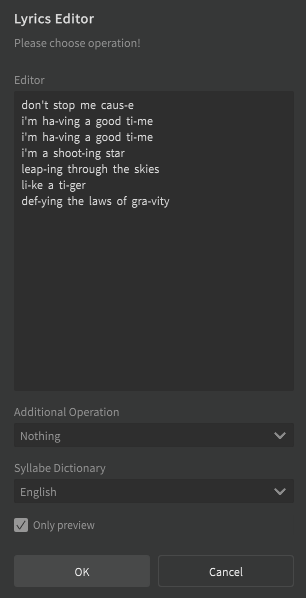 Lyrics Editor
Please choose operation!
Editor
don't stop me caus-e
i'm ha-ving a good ti-me
i'm ha-ving a good ti-me
i'm a shoot-ing star
leap-ing through the skies
li-ke a ti-ger
def-ying the laws of gra-vity
Additional Operation
Nothing
Syllabe Dictionary
English
Only preview
OK
Cancel